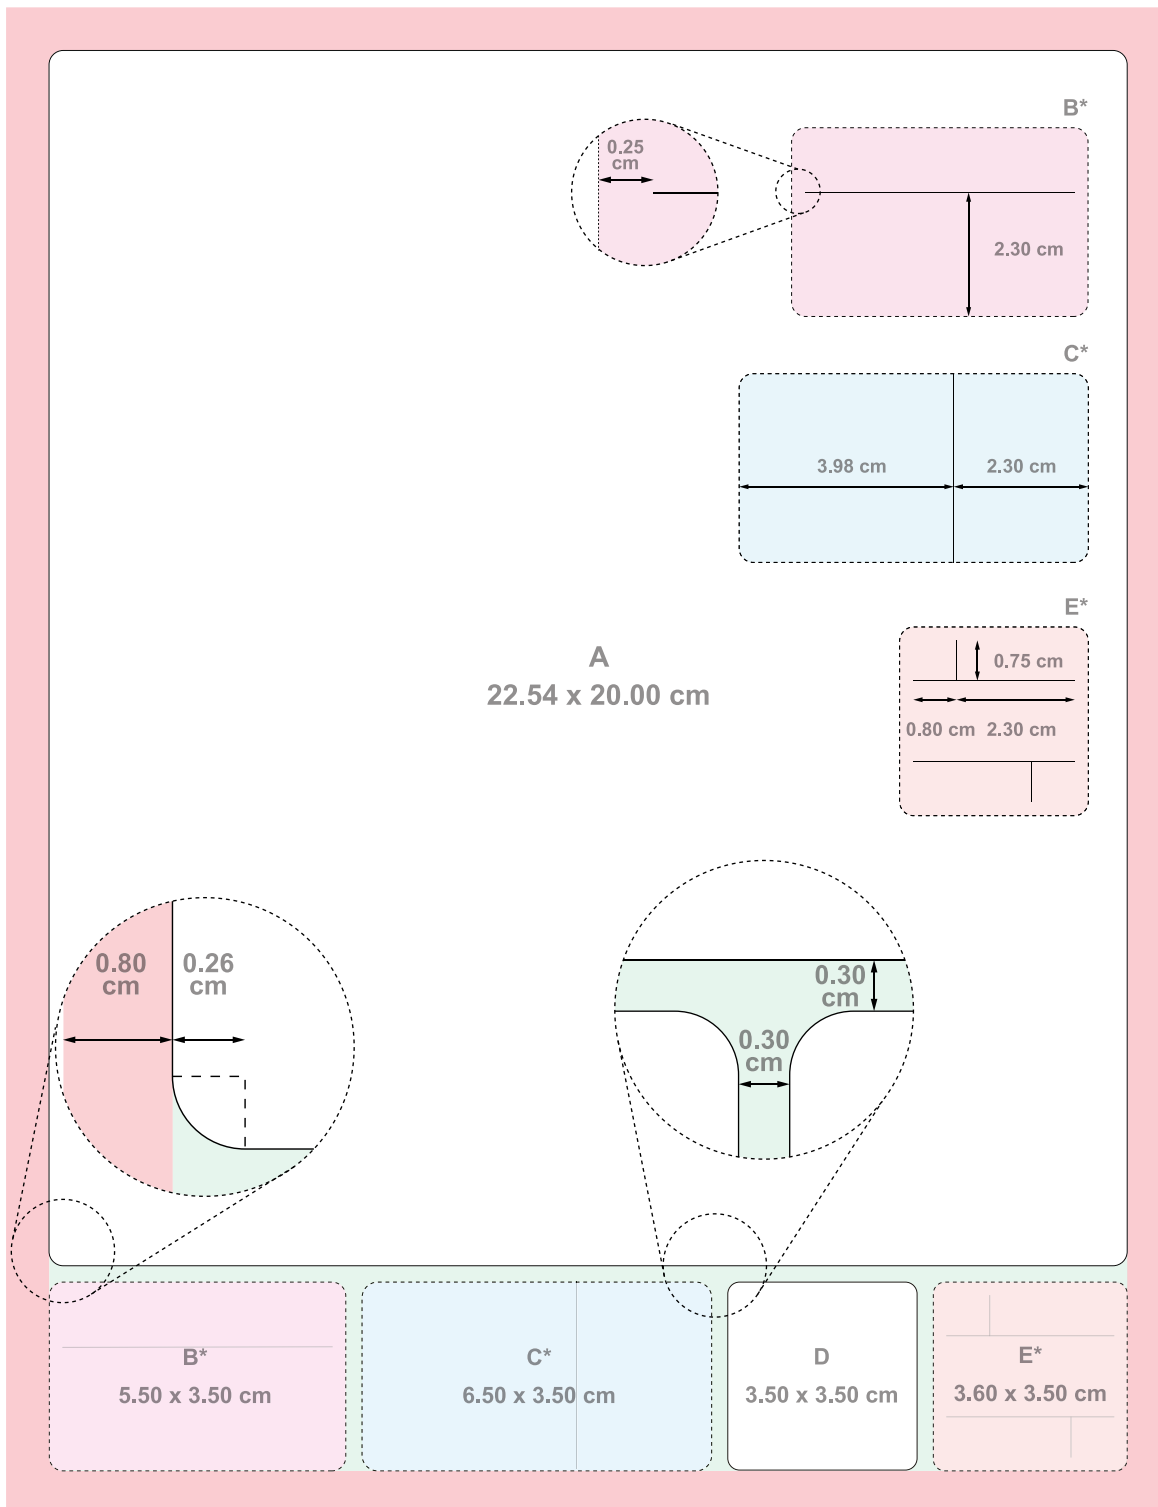 B*
0.25
cm
2.30 cm
C*
3.98 cm
2.30 cm
E*
0.75 cm
0.80 cm
2.30 cm
A
22.54 x 20.00 cm
0.80
cm
0.26
cm
0.30
cm
0.30
cm
B*
5.50 x 3.50 cm
C*
6.50 x 3.50 cm
D
3.50 x 3.50 cm
E*
3.60 x 3.50 cm